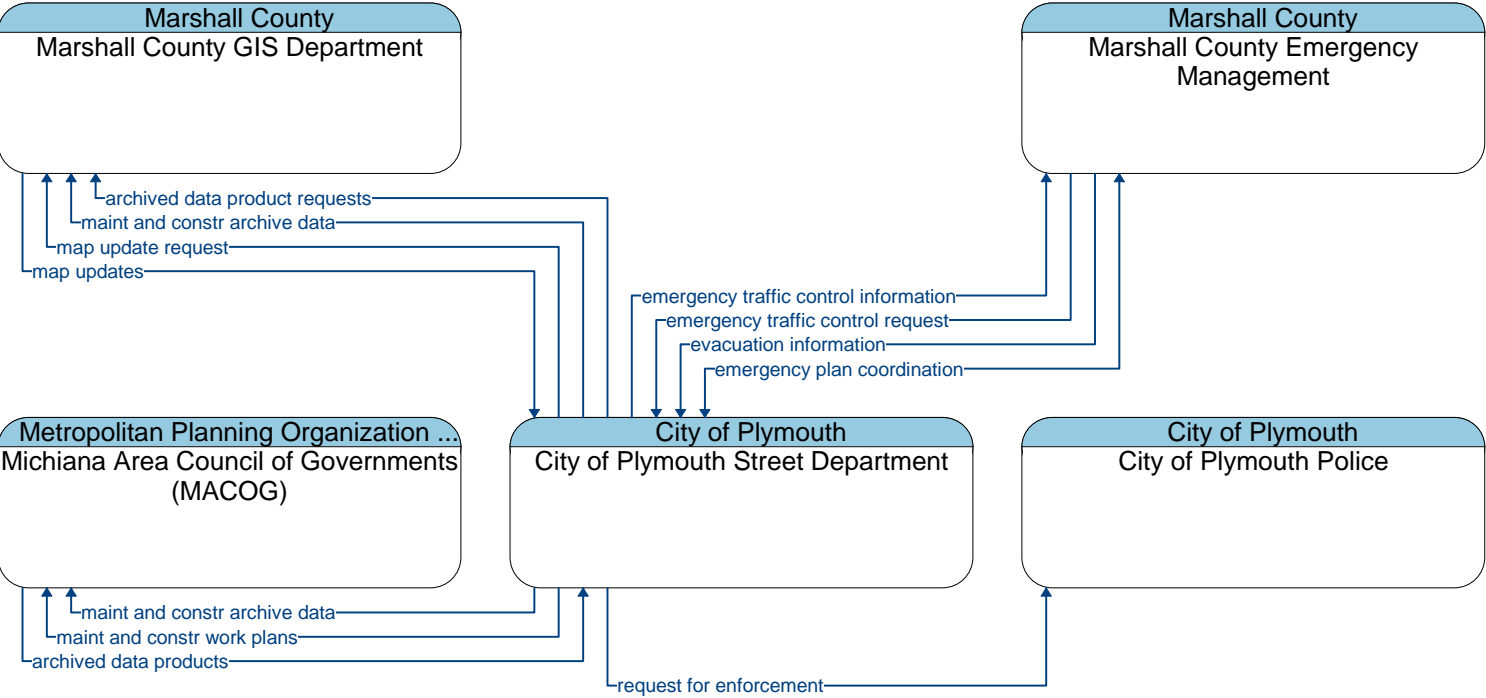 Marshall County
Marshall County GIS Department
Marshall County
Marshall County Emergency
Management
archived data product requests
maint and constr archive data
map update request
map updates
emergency traffic control information
emergency traffic control request
evacuation information
emergency plan coordination
Metropolitan Planning Organization ...
Michiana Area Council of Governments
(MACOG)
City of Plymouth
City of Plymouth Street Department
City of Plymouth
City of Plymouth Police
maint and constr archive data
maint and constr work plans
archived data products
request for enforcement